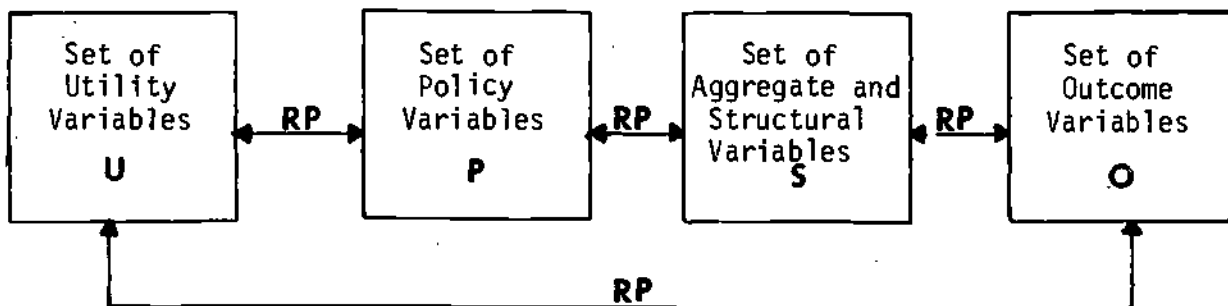 Set of
Utility
Variables
U
RP
Set of
Policy
Variables
P
RP
Set of
Aggregate and
Structural
Variables
S
RP
Set of
Outcome
Variables
O
RP